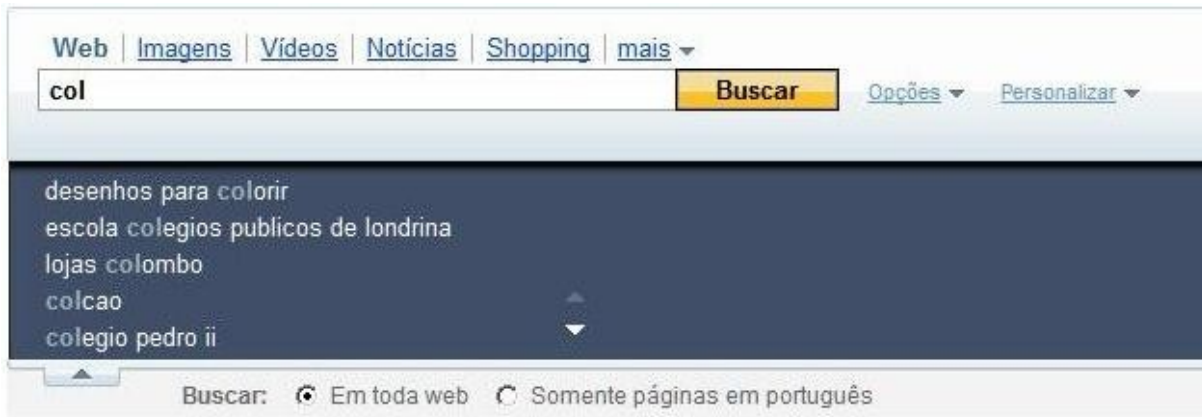 Web | Imagens | Vídeos | Notícias | Shopping | mais
col Buscar Opções Personalizar
desenhos para colorir
escola colegios publicos de londrina
lojas colombo
colcao
colegio pedro ii
Buscar: Em toda web Somente páginas em português